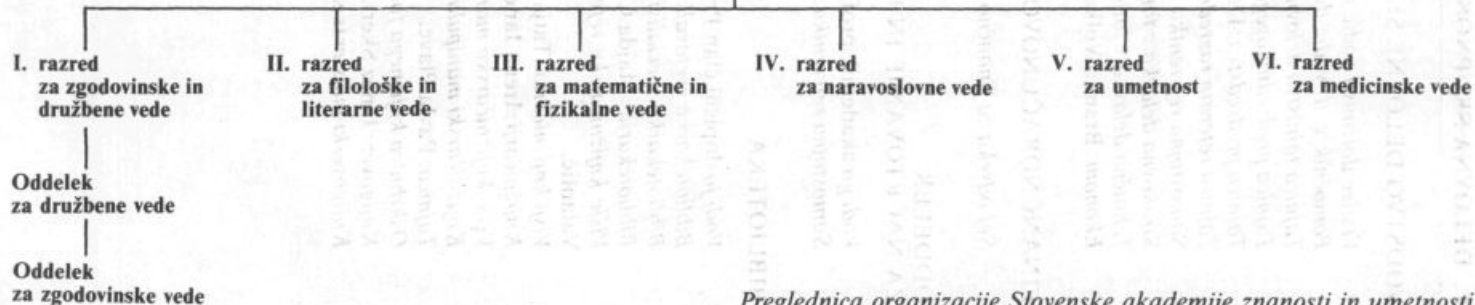 I. razred
za zgodovinske in
družbene vede
II. razred
za filološke in
literarne vede
III. razred
za matematične in
fizikalne vede
IV. razred
za naravoslovne vede
V. razred
za umetnost
VI. razred
za medicinske vede
Oddelek
za družbene vede
Oddelek
za zgodovinske vede
Preglednica organizacije Slovenske akademije znanosti in umetnosti